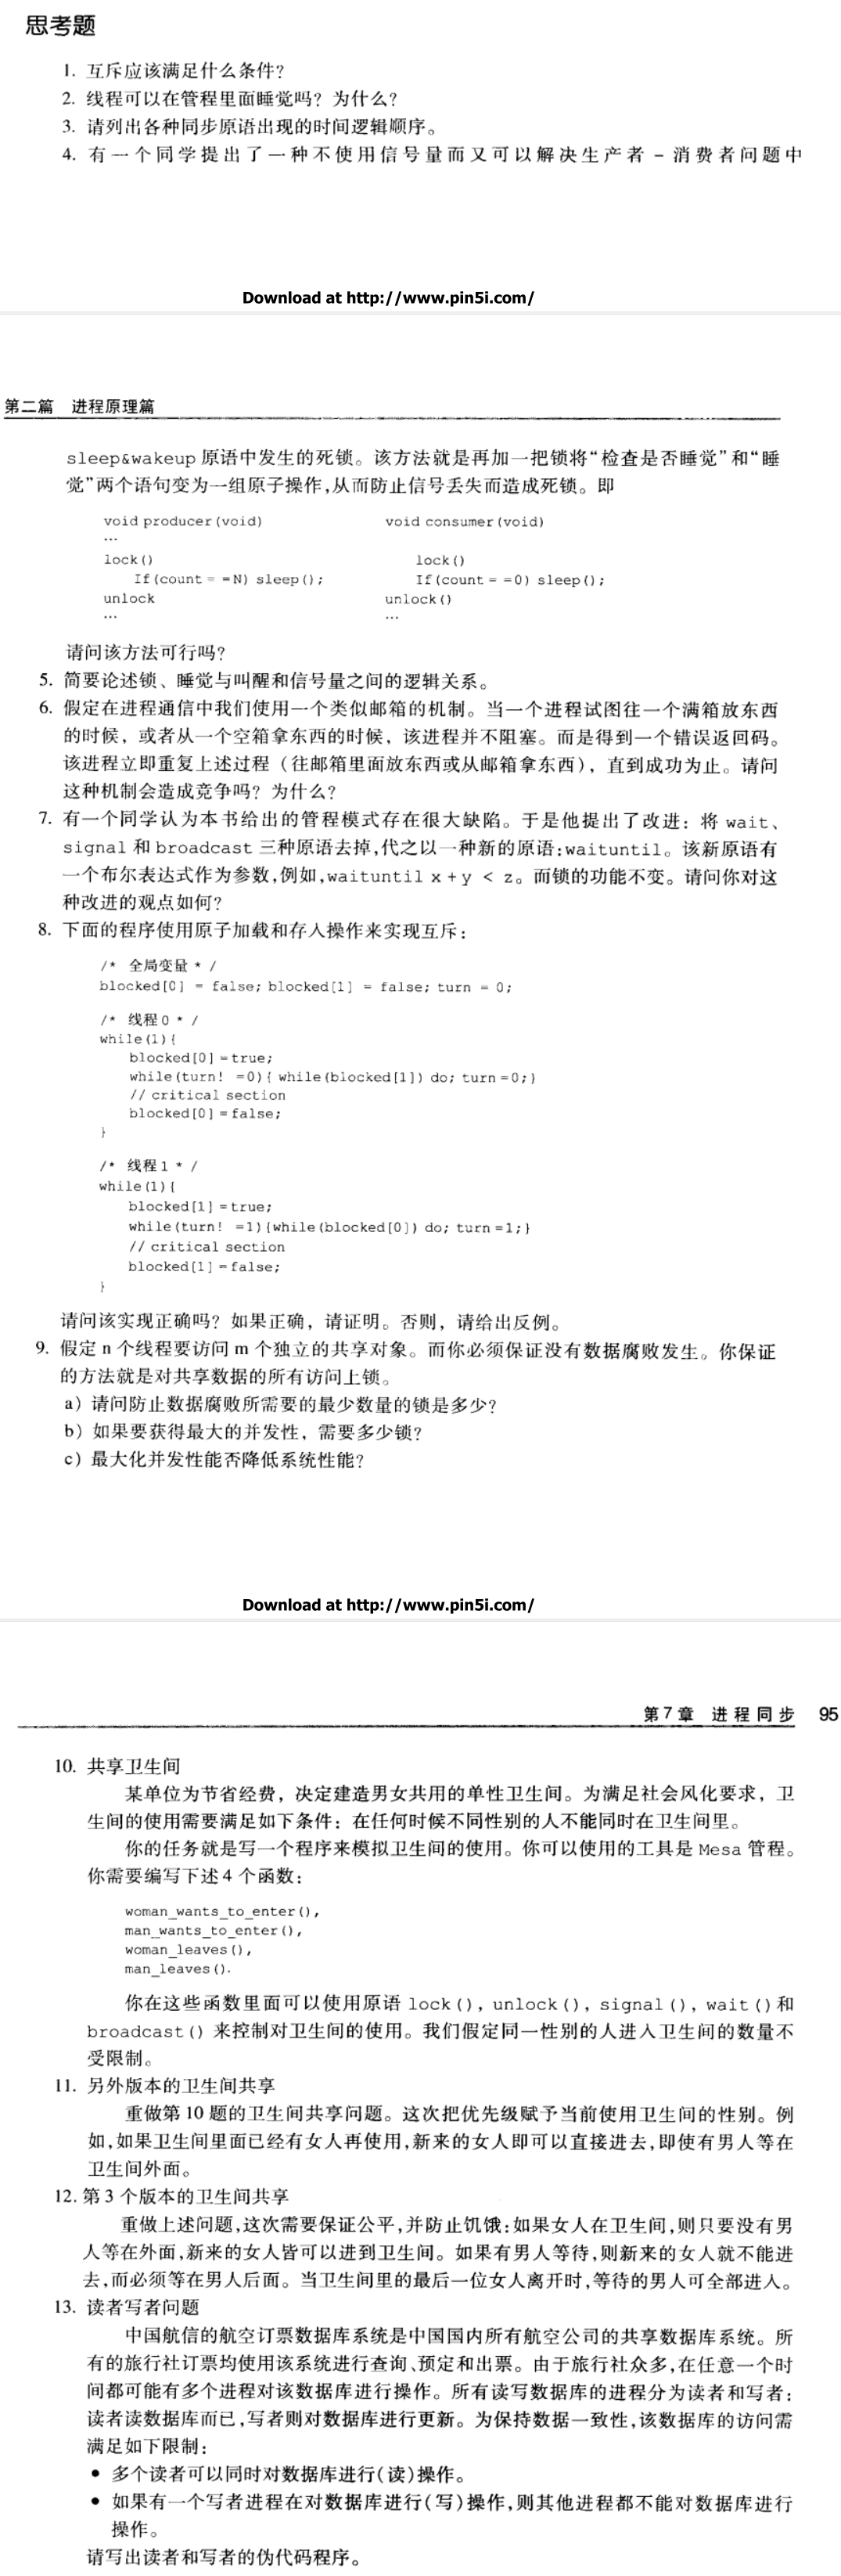 思考题
1. 互斥应该满足什么条件?
2. 线程可以在管程里面睡觉吗? 为什么?
3. 请列出各种同步原语出现的时间逻辑顺序。
4. 有一个同学提出了一种不使用信号量而又可以解决生产者-消费者问题中
Download at http://www.pin5i.com/
第二篇 进程原理篇
sleep&wakeup 原语中发生的死锁。该方法就是再加一把锁将“检查是否睡觉”和“睡
觉”两个语句变为一组原子操作,从而防止信号丢失而造成死锁。即
void producer(void) void consumer(void)
… 
lock() lock()
If(count = =N) sleep(); If(count = =0) sleep();
unlock unlock()
… …
请问该方法可行吗?
5. 简要论述锁、睡觉与叫醒和信号量之间的逻辑关系。
6. 假定在进程通信中我们使用一个类似邮箱的机制。当一个进程试图往一个满箱放东西
的时候，或者从一个空箱拿东西的时候，该进程并不阻塞。而是得到一个错误返回码。
该进程立即重复上述过程（往邮箱里面放东西或从邮箱拿东西），直到成功为止。请问
这种机制会造成竞争吗? 为什么?
7. 有一个同学认为本书给出的管程模式存在很大缺陷。于是他提出了改进：将 wait、
signal 和 broadcast 三种原语去掉,代之以一种新的原语:waituntil。该新原语有
一个布尔表达式作为参数,例如,waituntil x+y < z。而锁的功能不变。请问你对这
种改进的观点如何?
8. 下面的程序使用原子加载和存入操作来实现互斥：
/* 全局变量 * /
blocked[0] = false; blocked[1] = false; turn = 0;
/* 线程0 * /
while(1){
blocked[0]=true;
while(turn! =0){ while(blocked[1]) do; turn=0;}
// critical section
blocked[0]=false;
}
/* 线程1 * /
while(1){
blocked[1]=true;
while(turn! =1){while(blocked[0]) do; turn=1;}
// critical section
blocked[1]=false;
}
请问该实现正确吗? 如果正确，请证明。否则，请给出反例。
9. 假定 n 个线程要访问 m 个独立的共享对象。而你必须保证没有数据腐败发生。你保证
的方法就是对共享数据的所有访问上锁。
a）请问防止数据腐败所需要的最少数量的锁是多少?
b）如果要获得最大的并发性，需要多少锁?
c）最大化并发性能否降低系统性能?
Download at http://www.pin5i.com/
第7章 进程同步 95
10. 共享卫生间
某单位为节省经费，决定建造男女共用的单性卫生间。为满足社会风化要求，卫
生间的使用需要满足如下条件：在任何时候不同性别的人不能同时在卫生间里。
你的任务就是写一个程序来模拟卫生间的使用。你可以使用的工具是 Mesa 管程。
你需要编写下述 4 个函数：
woman_wants_to_enter(),
man_wants_to_enter(),
woman_leaves(),
man_leaves().
你在这些函数里面可以使用原语 lock(), unlock(), signal(), wait()和
broadcast()来控制对卫生间的使用。我们假定同一性别的人进入卫生间的数量不
受限制。
11. 另外版本的卫生间共享
重做第 10 题的卫生间共享问题。这次把优先级赋予当前使用卫生间的性别。例
如,如果卫生间里面已经有女人再使用,新来的女人即可以直接进去,即使有男人等在
卫生间外面。
12. 第 3 个版本的卫生间共享
重做上述问题,这次需要保证公平,并防止饥饿:如果女人在卫生间,则只要没有男
人等在外面,新来的女人皆可以进到卫生间。如果有男人等待,则新来的女人就不能进
去,而必须等在男人后面。当卫生间里的最后一位女人离开时,等待的男人可全部进入。
13. 读者写者问题
中国航信的航空订票数据库系统是中国国内所有航空公司的共享数据库系统。所
有的旅行社订票均使用该系统进行查询、预定和出票。由于旅行社众多,在任意一个时
间都可能有多个进程对该数据库进行操作。所有读写数据库的进程分为读者和写者:
读者读数据库而已,写者则对数据库进行更新。为保持数据一致性,该数据库的访问需
满足如下限制:
● 多个读者可以同时对数据库进行(读)操作。
● 如果有一个写者进程在对数据库进行(写)操作,则其他进程都不能对数据库进行
操作。
请写出读者和写者的伪代码程序。